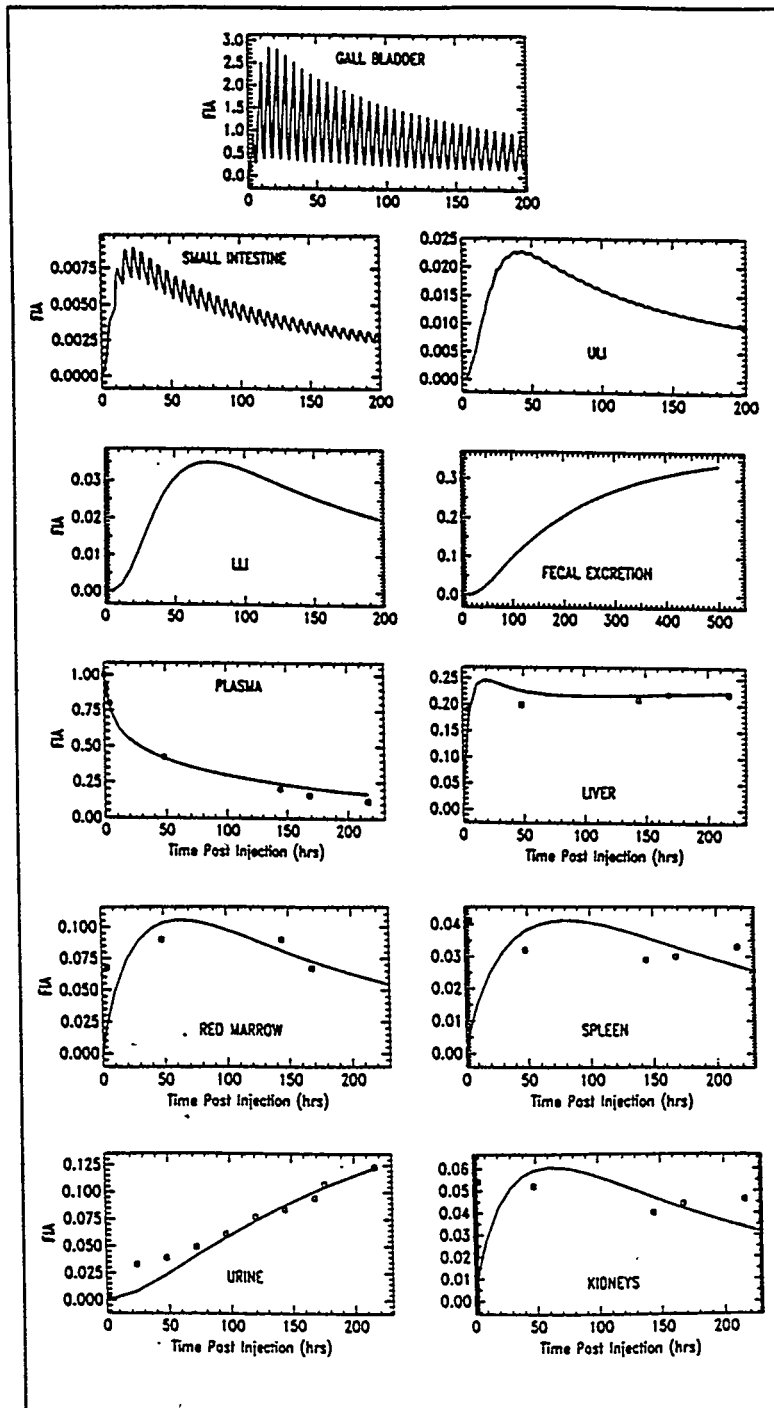 GALL BLADDER
FIA
3.0
2.5
2.0
1.5
1.0
0.5
0.0
0 50 100 150 200
SMALL INTESTINE
FIA
0.0075
0.0050
0.0025
0.0000
0 50 100 150 200
ULI
0.025
0.020
0.015
0.010
0.005
0.000
0 50 100 150 200
LLI
0.03
0.02
0.01
0.00
0 50 100 150 200
FECAL EXCRETION
0.3
0.2
0.1
0.0
0 100 200 300 400 500
PLASMA
FIA
1.00
0.75
0.50
0.25
0.00
0 50 100 150 200
Time Post Injection (hrs)
LIVER
0.25
0.20
0.15
0.10
0.05
0.00
0 50 100 150 200
Time Post Injection (hrs)
RED MARROW
FIA
0.100
0.075
0.050
0.025
0.000
0 50 100 150 200
Time Post Injection (hrs)
SPLEEN
0.04
0.03
0.02
0.01
0.00
0 50 100 150 200
Time Post Injection (hrs)
URINE
FIA
0.125
0.100
0.075
0.050
0.025
0.000
0 50 100 150 200
Time Post Injection (hrs)
KIDNEYS
0.06
0.05
0.04
0.03
0.02
0.01
0.00
0 50 100 150 200
Time Post Injection (hrs)